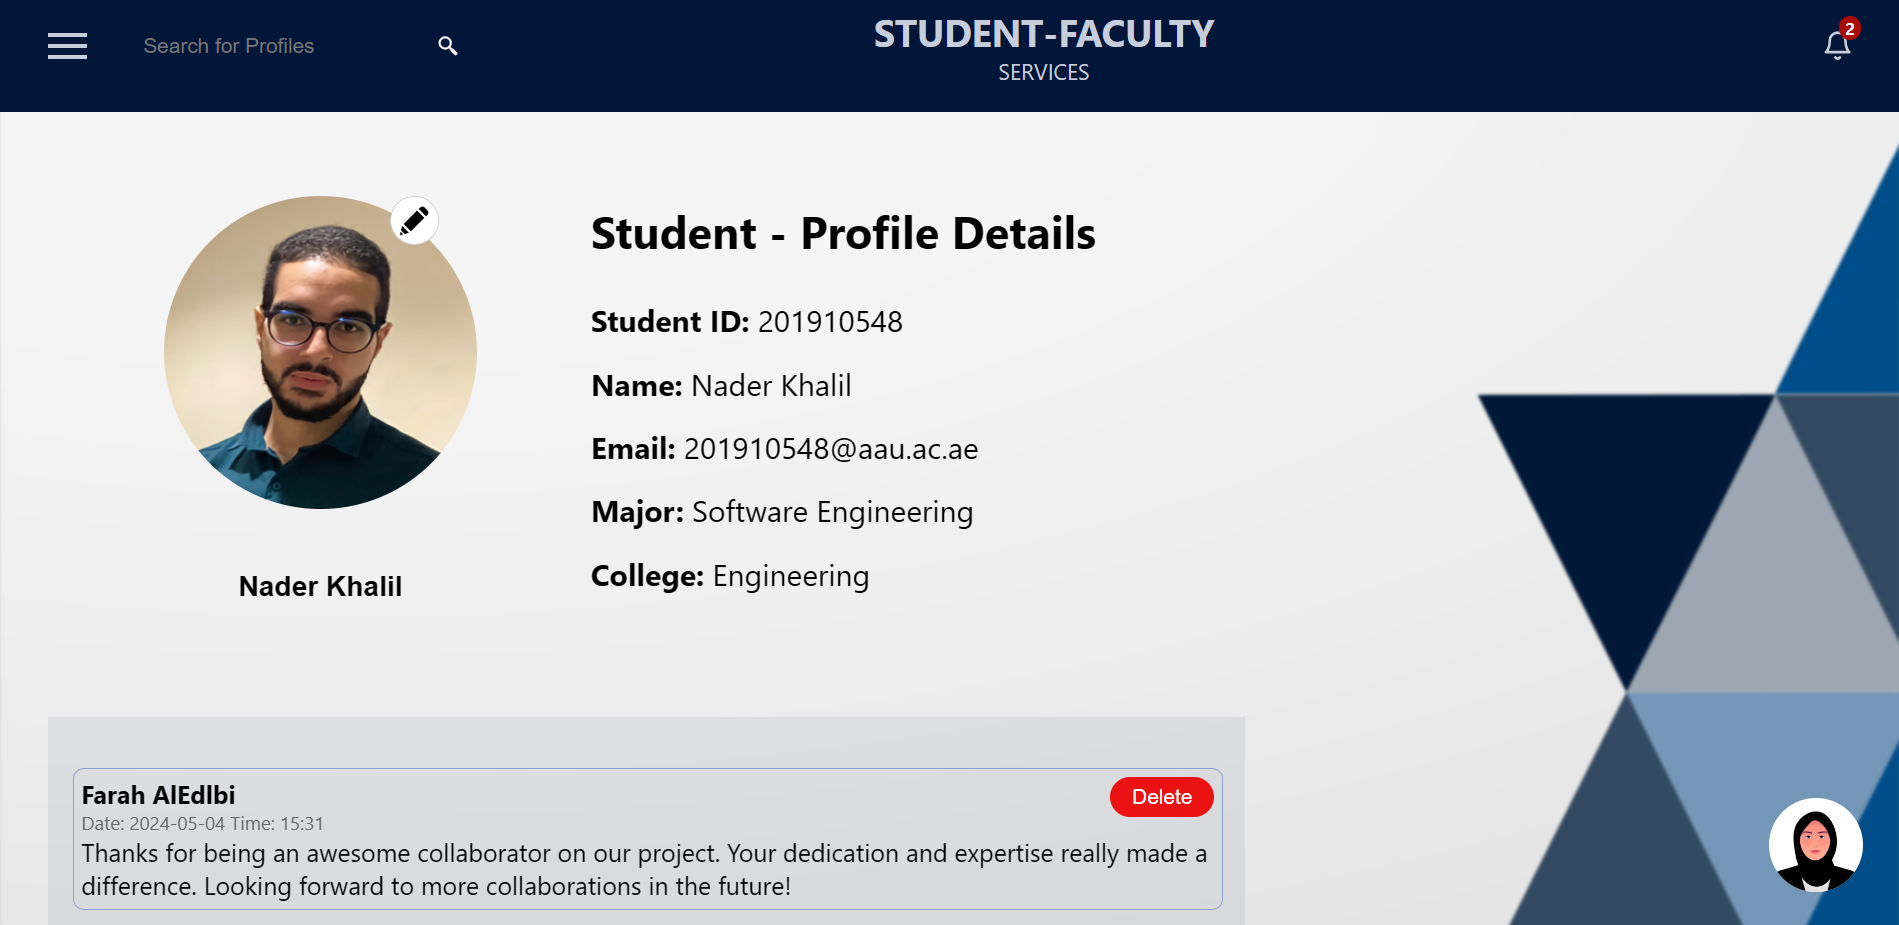 Search for Profiles
STUDENT-FACULTY
SERVICES
2
Student - Profile Details
Student ID: 201910548
Name: Nader Khalil
Email: 201910548@aau.ac.ae
Major: Software Engineering
College: Engineering
Nader Khalil
Farah AlEdlbi
Delete
Date: 2024-05-04 Time: 15:31
Thanks for being an awesome collaborator on our project. Your dedication and expertise really made a
difference. Looking forward to more collaborations in the future!